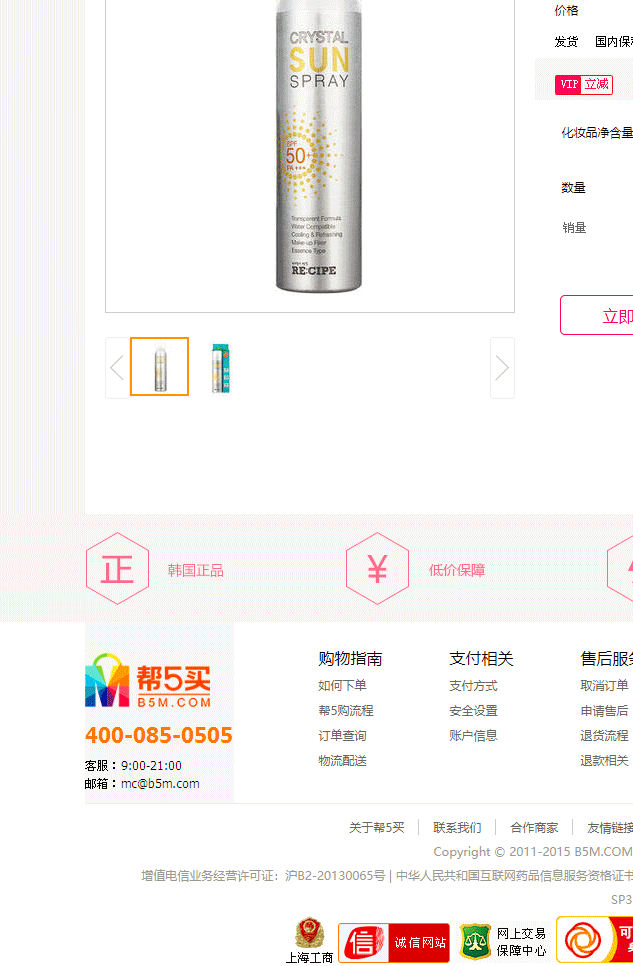 价格
CRYSTAL
SUN
SPRAY
发货 国内保税
VIP 立减
化妆品净含量
SPF
50+
PA+++
数量
Transparent Formula
Water Compatible
Cooling & Refreshing
Make-up Fixer
Essence Type
销量
RE:CIPE
立即
正 韩国正品 ¥ 低价保障
帮5买
B5M.COM
400-085-0505
客服：9:00-21:00
邮箱：mc@b5m.com
购物指南
如何下单
帮5购流程
订单查询
物流配送
支付相关
支付方式
安全设置
账户信息
售后服务
取消订单
申请售后
退货流程
退款相关
关于帮5买 联系我们 合作商家 友情链接
Copyright © 2011-2015 B5M.COM
增值电信业务经营许可证：沪B2-20130065号 | 中华人民共和国互联网药品信息服务资格证书
SP3
上海工商
信 诚信网站
网上交易
保障中心
可